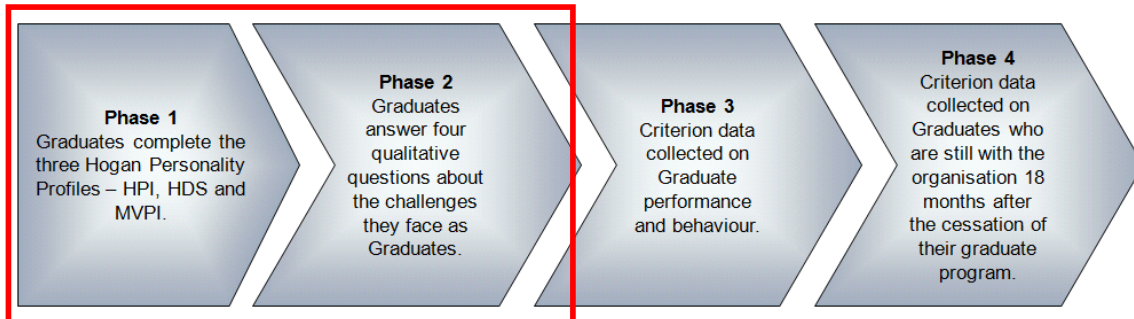 Phase 1
Graduates complete the
three Hogan Personality
Profiles – HPI, HDS and
MVPI.
Phase 2
Graduates
answer four
qualitative
questions about
the challenges
they face as
Graduates.
Phase 3
Criterion data
collected on
Graduate
performance
and behaviour.
Phase 4
Criterion data
collected on
Graduates who
are still with the
organisation 18
months after
the cessation of
their graduate
program.